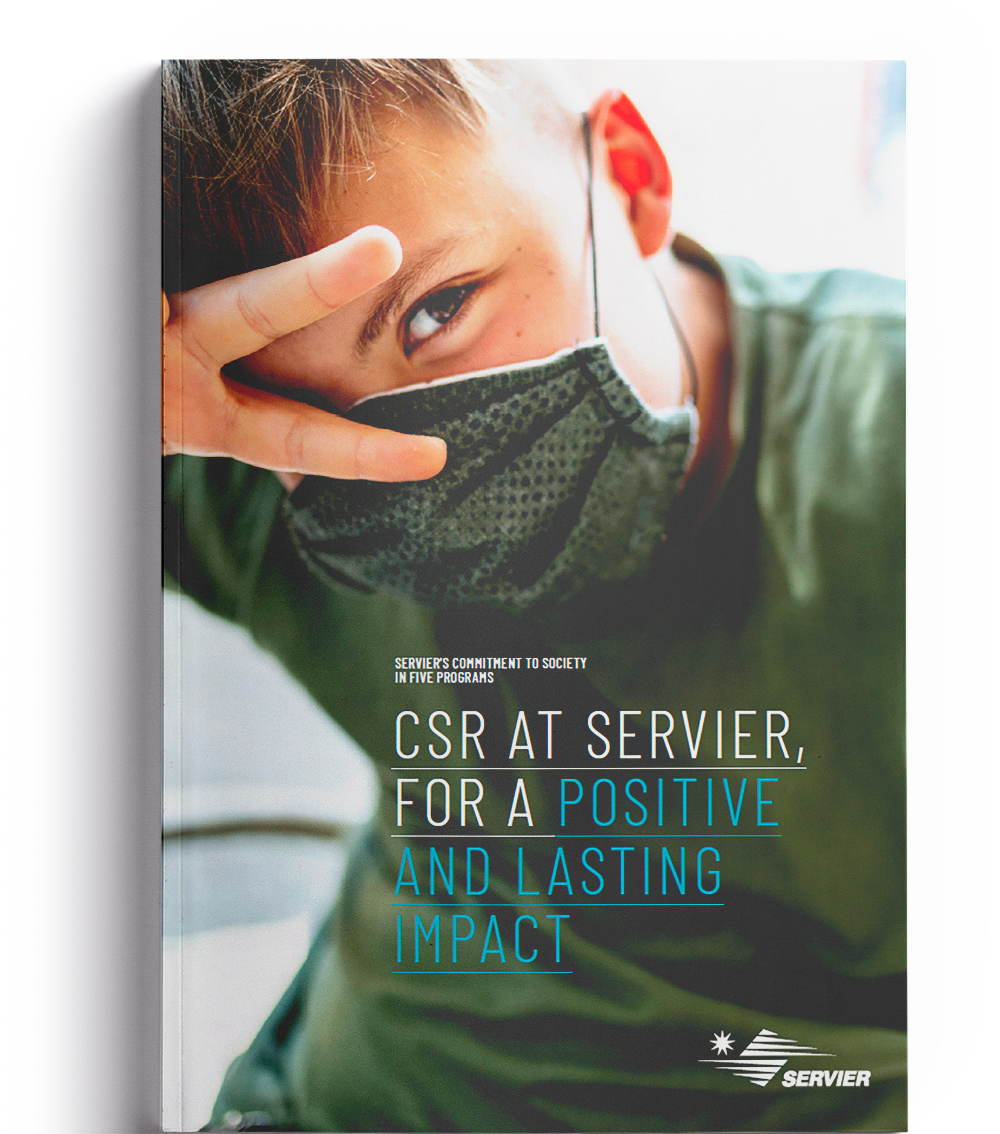 SERVIER'S COMMITMENT TO SOCIETY
IN FIVE PROGRAMS
CSR AT SERVIER,
FOR A POSITIVE
AND LASTING
IMPACT
SERVIER